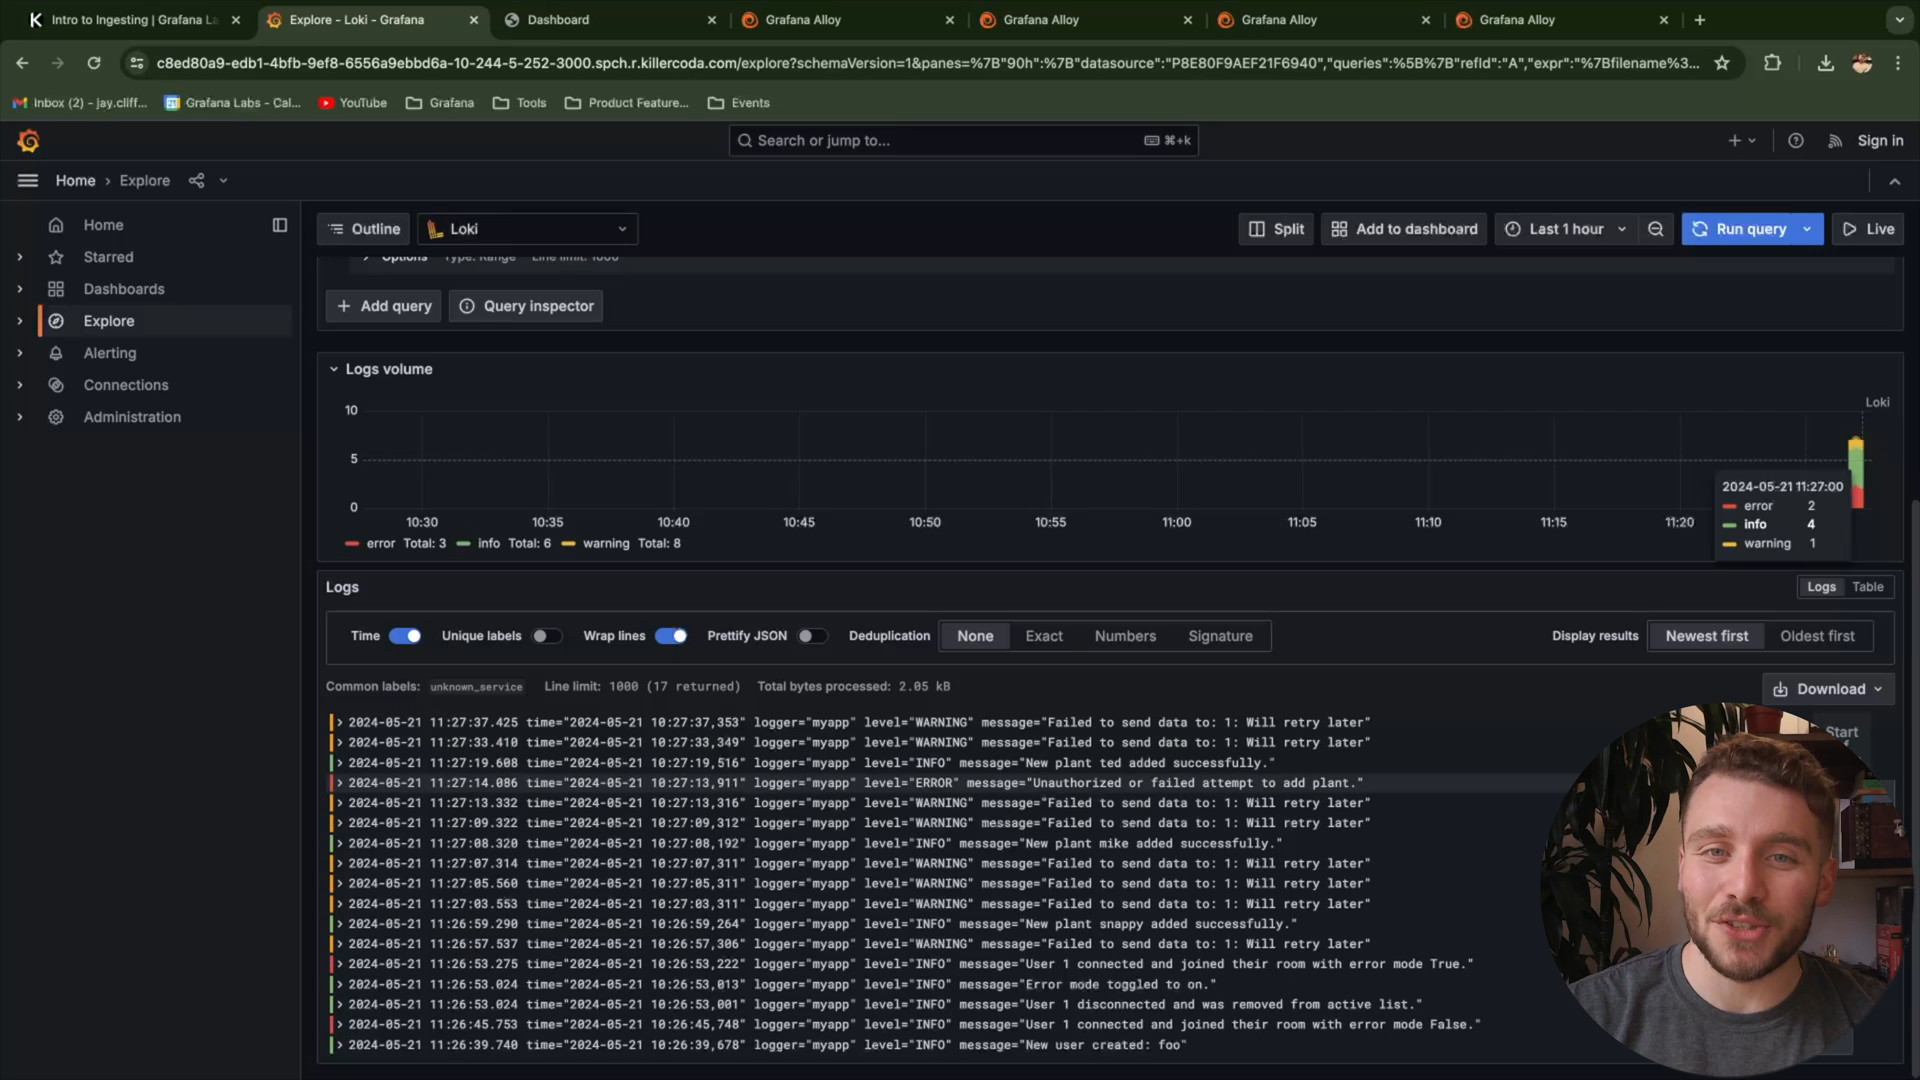 Intro to Ingesting | Grafana La
Explore - Loki - Grafana
Dashboard
Grafana Alloy
Grafana Alloy
Grafana Alloy
Grafana Alloy
c8ed80a9-edb1-4bfb-9ef8-6556a9ebbd6a-10-244-5-252-3000.spch.r.killercoda.com/explore?schemaVersion=1&panes=%7B"90h":%7B"datasource":"P8E80F9AEF21F6940","queries":%5B%7B"refId":"A","expr":"%7Bfilename%3...
Inbox (2) - jay.cliff...
Grafana Labs - Cal...
YouTube
Grafana
Tools
Product Feature...
Events
Search or jump to...
⌘+k
Sign in
Home › Explore
Home
Starred
Dashboards
Explore
Alerting
Connections
Administration
Outline
Loki
Split
Add to dashboard
Last 1 hour
Run query
Live
Options Type: Range Line limit: 1000
+ Add query
Query inspector
Logs volume
Loki
10
5
0
10:30 10:35 10:40 10:45 10:50 10:55 11:00 11:05 11:10 11:15 11:20
2024-05-21 11:27:00
error 2
info 4
warning 1
error Total: 3 info Total: 6 warning Total: 8
Logs
Logs Table
Time
Unique labels
Wrap lines
Prettify JSON
Deduplication
None Exact Numbers Signature
Display results
Newest first Oldest first
Common labels: unknown_service Line limit: 1000 (17 returned) Total bytes processed: 2.05 kB
Download
Start
2024-05-21 11:27:37.425 time="2024-05-21 10:27:37,353" logger="myapp" level="WARNING" message="Failed to send data to: 1: Will retry later"
2024-05-21 11:27:33.410 time="2024-05-21 10:27:33,349" logger="myapp" level="WARNING" message="Failed to send data to: 1: Will retry later"
2024-05-21 11:27:19.608 time="2024-05-21 10:27:19,516" logger="myapp" level="INFO" message="New plant ted added successfully."
2024-05-21 11:27:14.086 time="2024-05-21 10:27:13,911" logger="myapp" level="ERROR" message="Unauthorized or failed attempt to add plant."
2024-05-21 11:27:13.332 time="2024-05-21 10:27:13,316" logger="myapp" level="WARNING" message="Failed to send data to: 1: Will retry later"
2024-05-21 11:27:09.322 time="2024-05-21 10:27:09,312" logger="myapp" level="WARNING" message="Failed to send data to: 1: Will retry later"
2024-05-21 11:27:08.320 time="2024-05-21 10:27:08,192" logger="myapp" level="INFO" message="New plant mike added successfully."
2024-05-21 11:27:07.314 time="2024-05-21 10:27:07,311" logger="myapp" level="WARNING" message="Failed to send data to: 1: Will retry later"
2024-05-21 11:27:05.560 time="2024-05-21 10:27:05,311" logger="myapp" level="WARNING" message="Failed to send data to: 1: Will retry later"
2024-05-21 11:27:03.553 time="2024-05-21 10:27:03,311" logger="myapp" level="WARNING" message="Failed to send data to: 1: Will retry later"
2024-05-21 11:26:59.290 time="2024-05-21 10:26:59,264" logger="myapp" level="INFO" message="New plant snappy added successfully."
2024-05-21 11:26:57.537 time="2024-05-21 10:26:57,306" logger="myapp" level="WARNING" message="Failed to send data to: 1: Will retry later"
2024-05-21 11:26:53.275 time="2024-05-21 10:26:53,222" logger="myapp" level="INFO" message="User 1 connected and joined their room with error mode True."
2024-05-21 11:26:53.024 time="2024-05-21 10:26:53,013" logger="myapp" level="INFO" message="Error mode toggled to on."
2024-05-21 11:26:53.024 time="2024-05-21 10:26:53,001" logger="myapp" level="INFO" message="User 1 disconnected and was removed from active list."
2024-05-21 11:26:45.753 time="2024-05-21 10:26:45,748" logger="myapp" level="INFO" message="User 1 connected and joined their room with error mode False."
2024-05-21 11:26:39.740 time="2024-05-21 10:26:39,678" logger="myapp" level="INFO" message="New user created: foo"